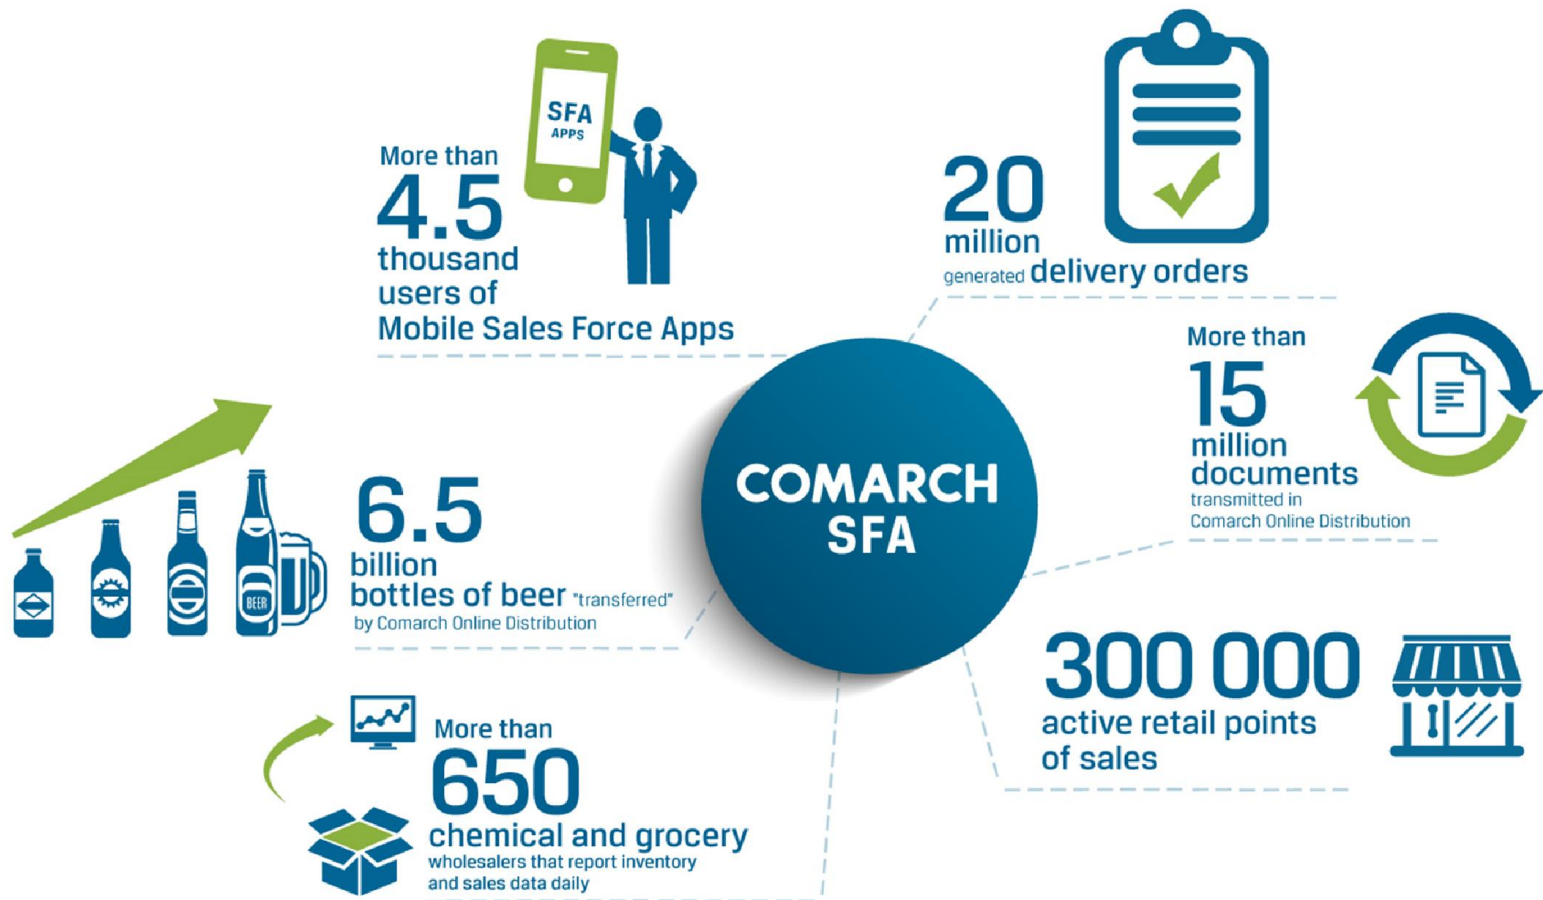 SFA
APPS
More than
4.5
thousand
users of
Mobile Sales Force Apps
20
million
generated delivery orders
More than
15
million
documents
transmitted in
Comarch Online Distribution
COMARCH
SFA
6.5
billion
bottles of beer "transferred"
by Comarch Online Distribution
BEER
300 000
active retail points
of sales
More than
650
chemical and grocery
wholesalers that report inventory
and sales data daily